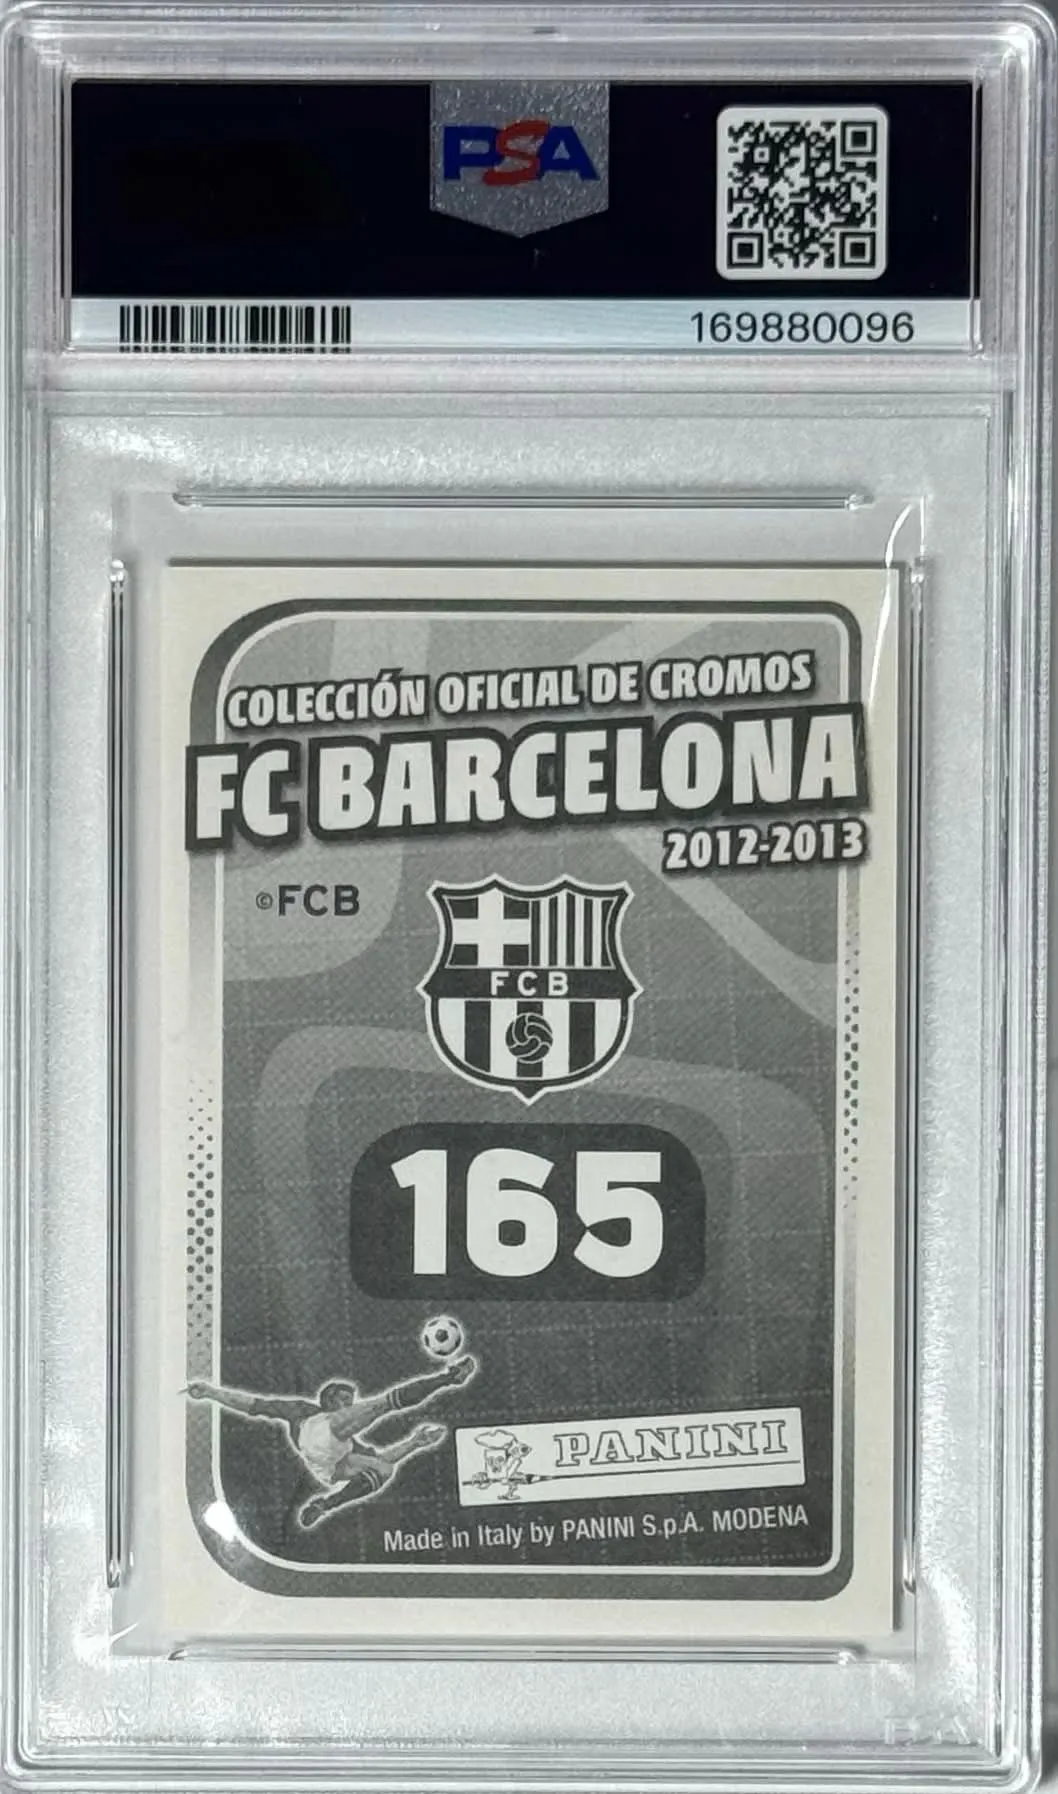 PSA
169880096
COLECCIÓN OFICIAL DE CROMOS
FC BARCELONA
2012-2013
©FCB
FCB
165
PANINI
Made in Italy by PANINI S.p.A. MODENA
PSA